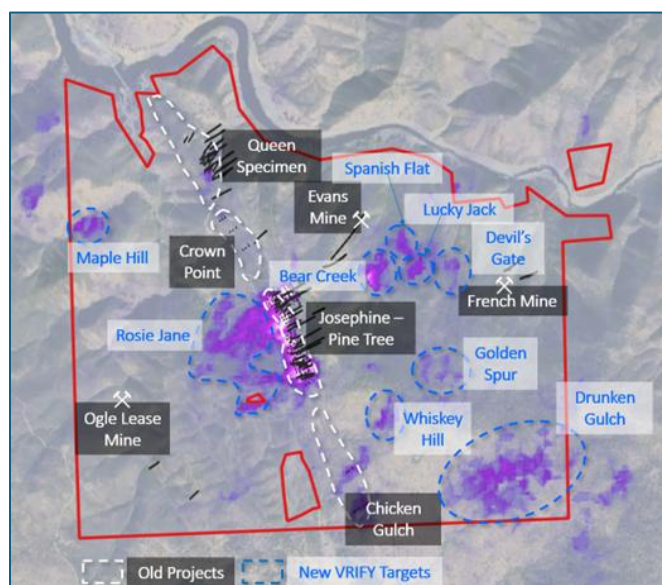 Queen
Specimen
Spanish Flat
Evans
Mine
Lucky Jack
Devil's
Gate
Maple Hill
Crown
Point
Bear Creek
French Mine
Rosie Jane
Josephine –
Pine Tree
Golden
Spur
Drunken
Gulch
Ogle Lease
Mine
Whiskey
Hill
Chicken
Gulch
Old Projects
New VRIFY Targets